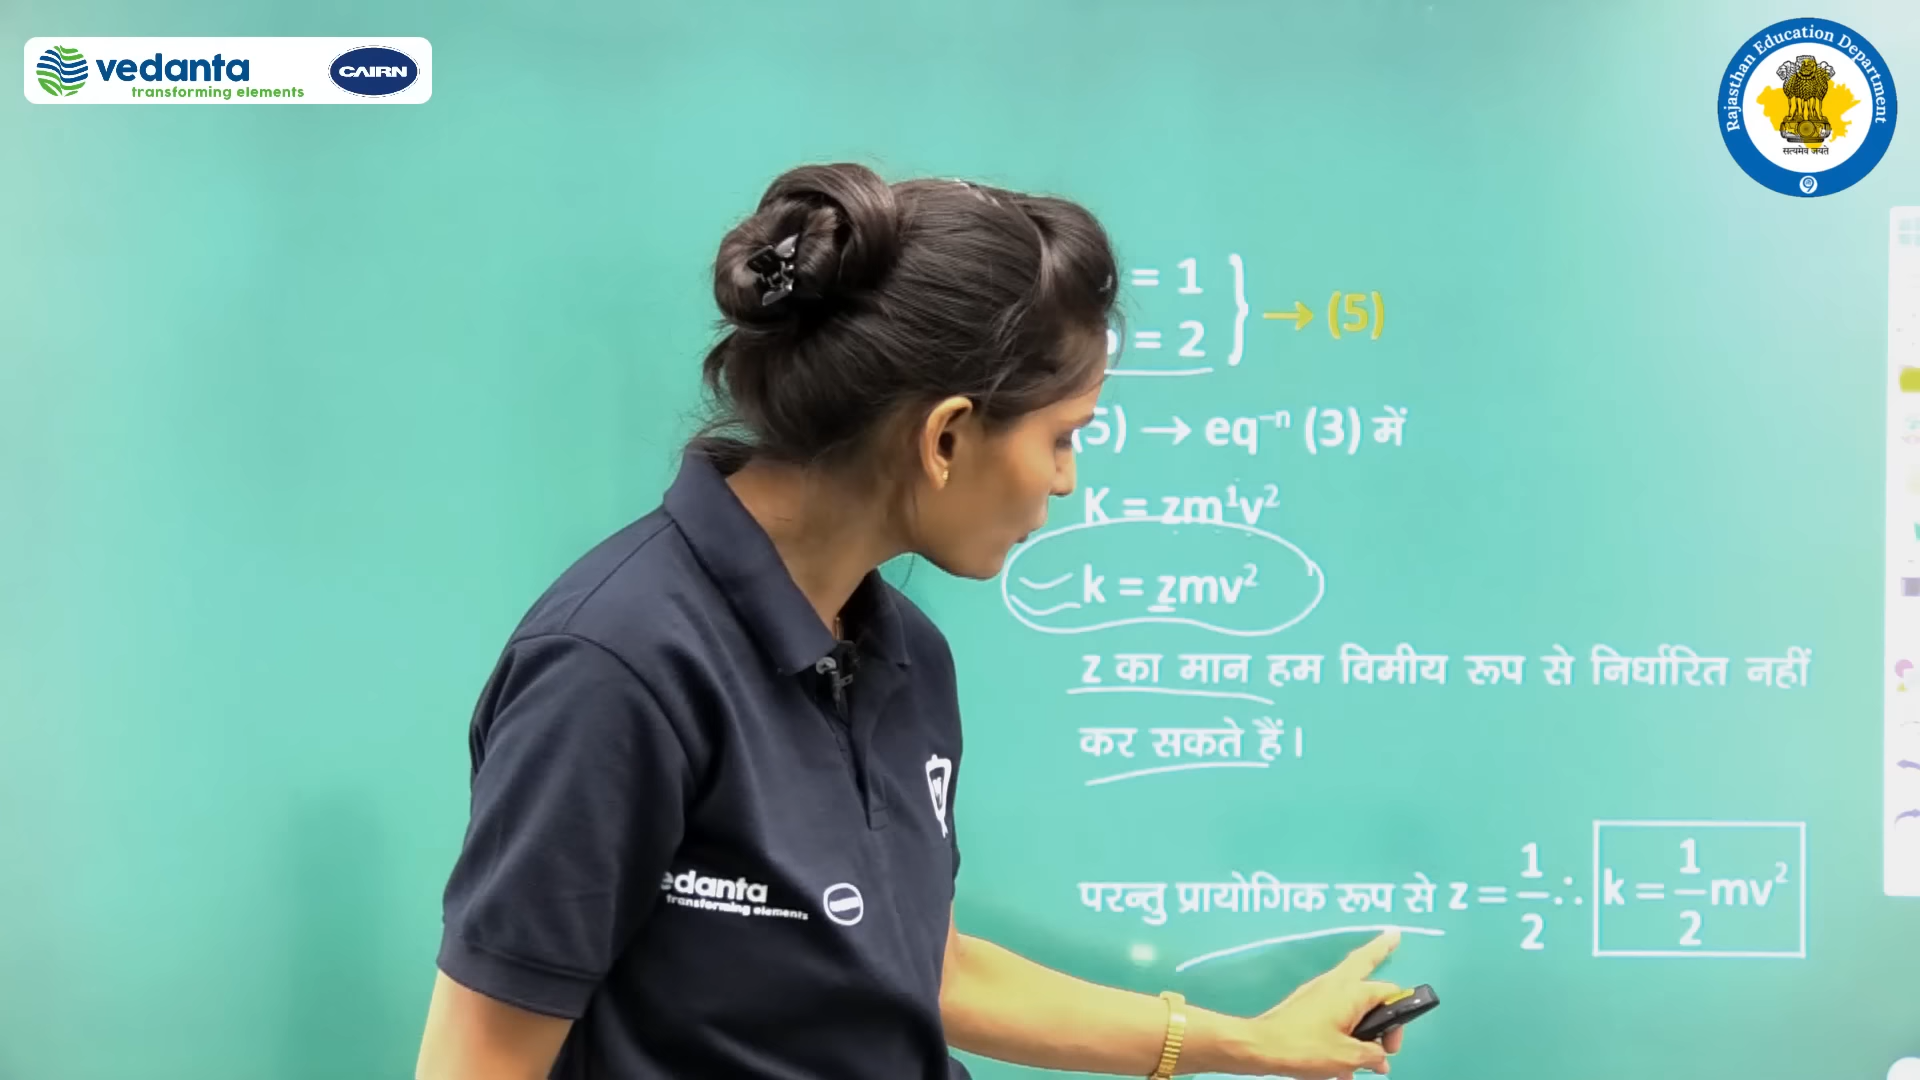 vedanta
transforming elements
CAIRN
Rajasthan Education Department
सत्यमेव जयते
= 1
= 2
} → (5)
(5) → eq⁻ⁿ (3) में
K = zm¹v²
k = zmv²
z का मान हम विमीय रूप से निर्धारित नहीं
कर सकते हैं।
परन्तु प्रायोगिक रूप से z = 1/2 ∴ k = 1/2 mv²
edanta
transforming elements